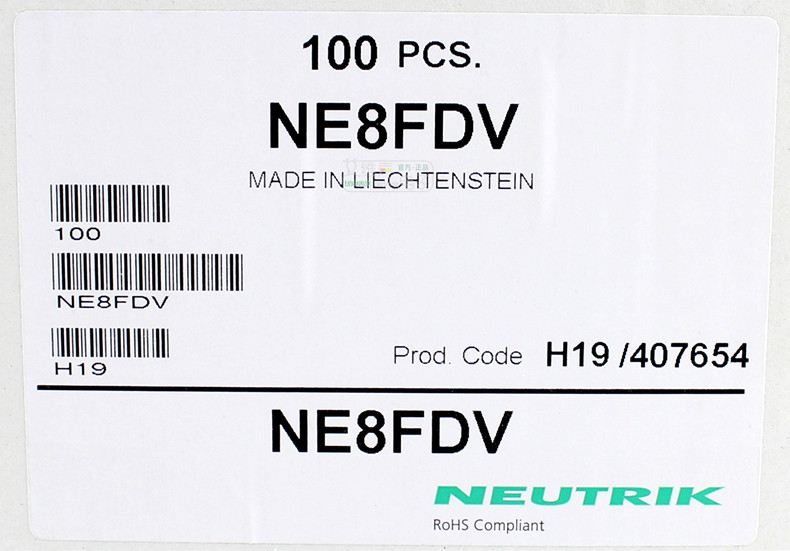 100 PCS.
NE8FDV
MADE IN LIECHTENSTEIN
100
NE8FDV
H19
Prod. Code H19 /407654
NE8FDV
NEUTRIK
RoHS Compliant